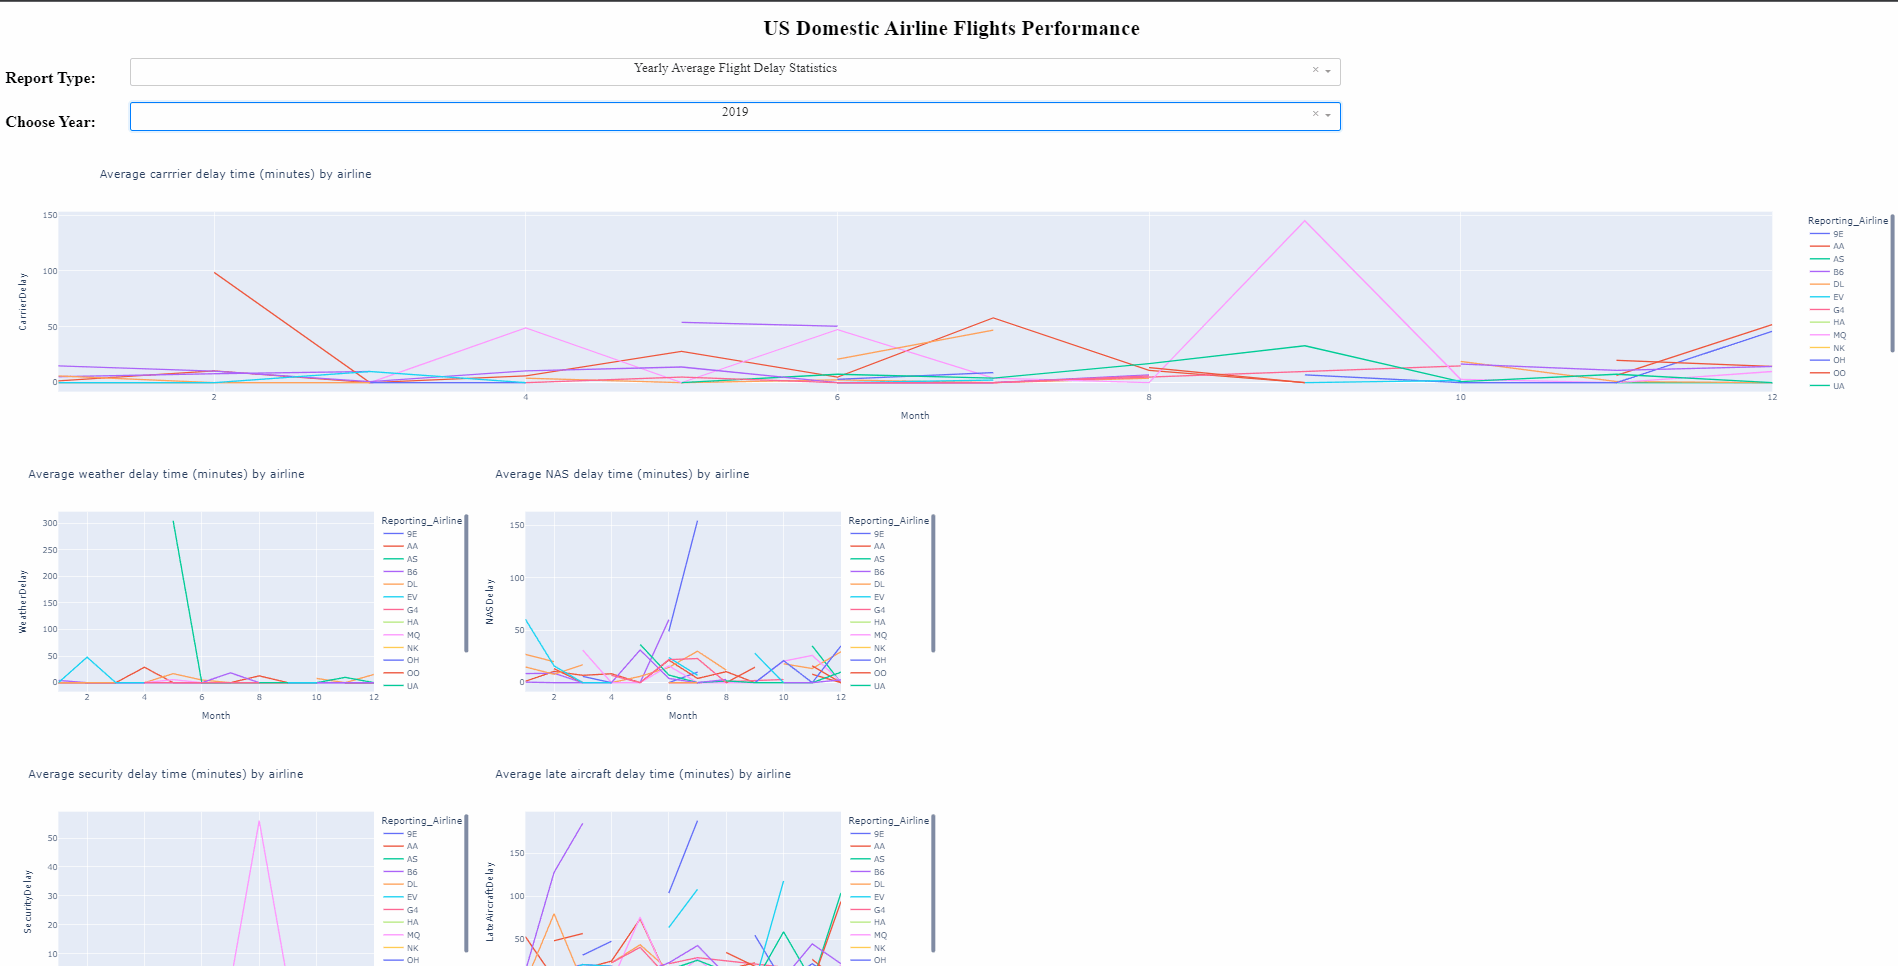 US Domestic Airline Flights Performance
Report Type:
Yearly Average Flight Delay Statistics
×
Choose Year:
2019
×
Average carrrier delay time (minutes) by airline
150
100
50
0
CarrierDelay
2 4 6 8 10 12
Month
Reporting_Airline
9E
AA
AS
B6
DL
EV
G4
HA
MQ
NK
OH
OO
UA
Average weather delay time (minutes) by airline
300
250
200
150
100
50
0
WeatherDelay
2 4 6 8 10 12
Month
Reporting_Airline
9E
AA
AS
B6
DL
EV
G4
HA
MQ
NK
OH
OO
UA
Average NAS delay time (minutes) by airline
150
100
50
0
NASDelay
2 4 6 8 10 12
Month
Reporting_Airline
9E
AA
AS
B6
DL
EV
G4
HA
MQ
NK
OH
OO
UA
Average security delay time (minutes) by airline
50
40
30
20
10
SecurityDelay
Reporting_Airline
9E
AA
AS
B6
DL
EV
G4
HA
MQ
NK
OH
Average late aircraft delay time (minutes) by airline
150
100
50
LateAircraftDelay
Reporting_Airline
9E
AA
AS
B6
DL
EV
G4
HA
MQ
NK
OH